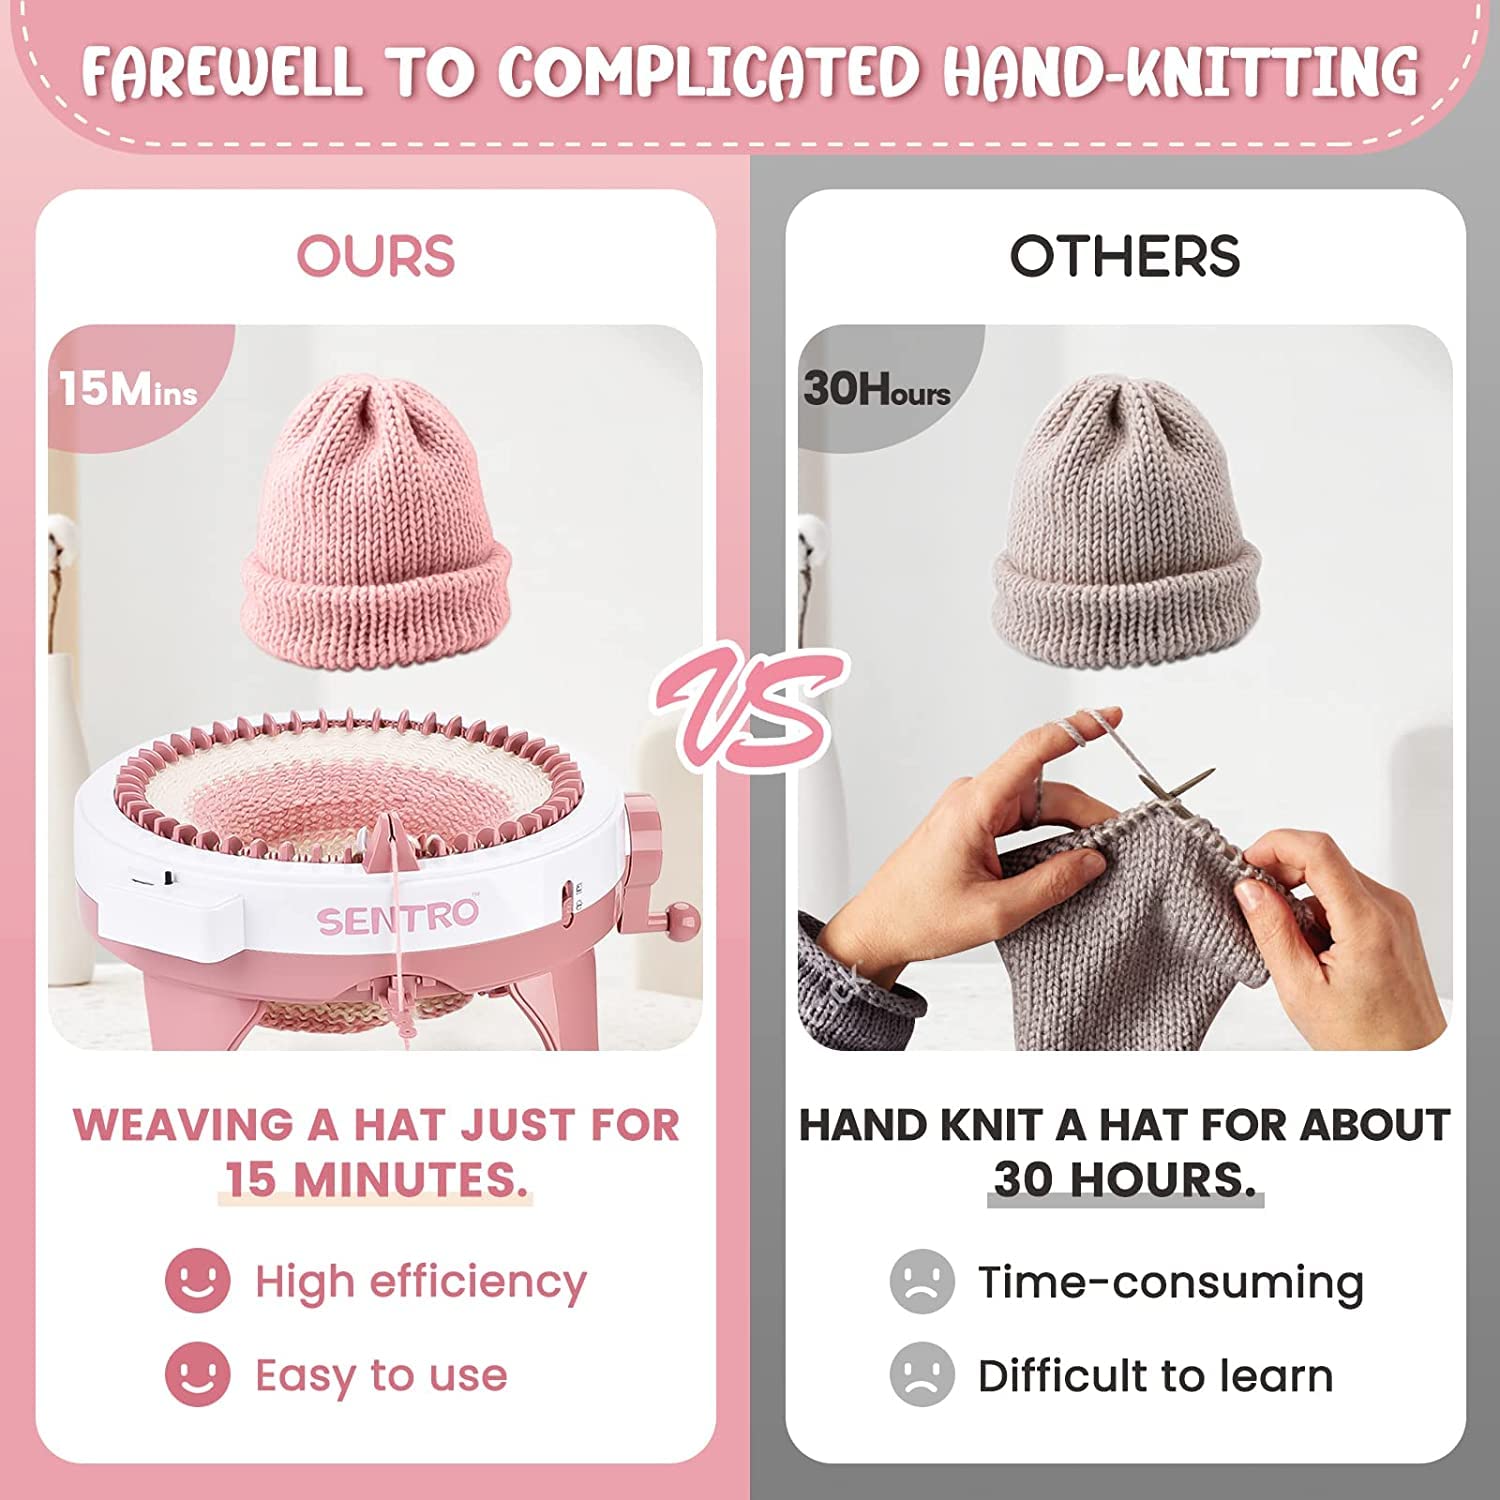 FAREWELL TO COMPLICATED HAND-KNITTING
OURS
15Mins
SENTRO™
WEAVING A HAT JUST FOR
15 MINUTES.
High efficiency
Easy to use
VS
OTHERS
30Hours
HAND KNIT A HAT FOR ABOUT
30 HOURS.
Time-consuming
Difficult to learn